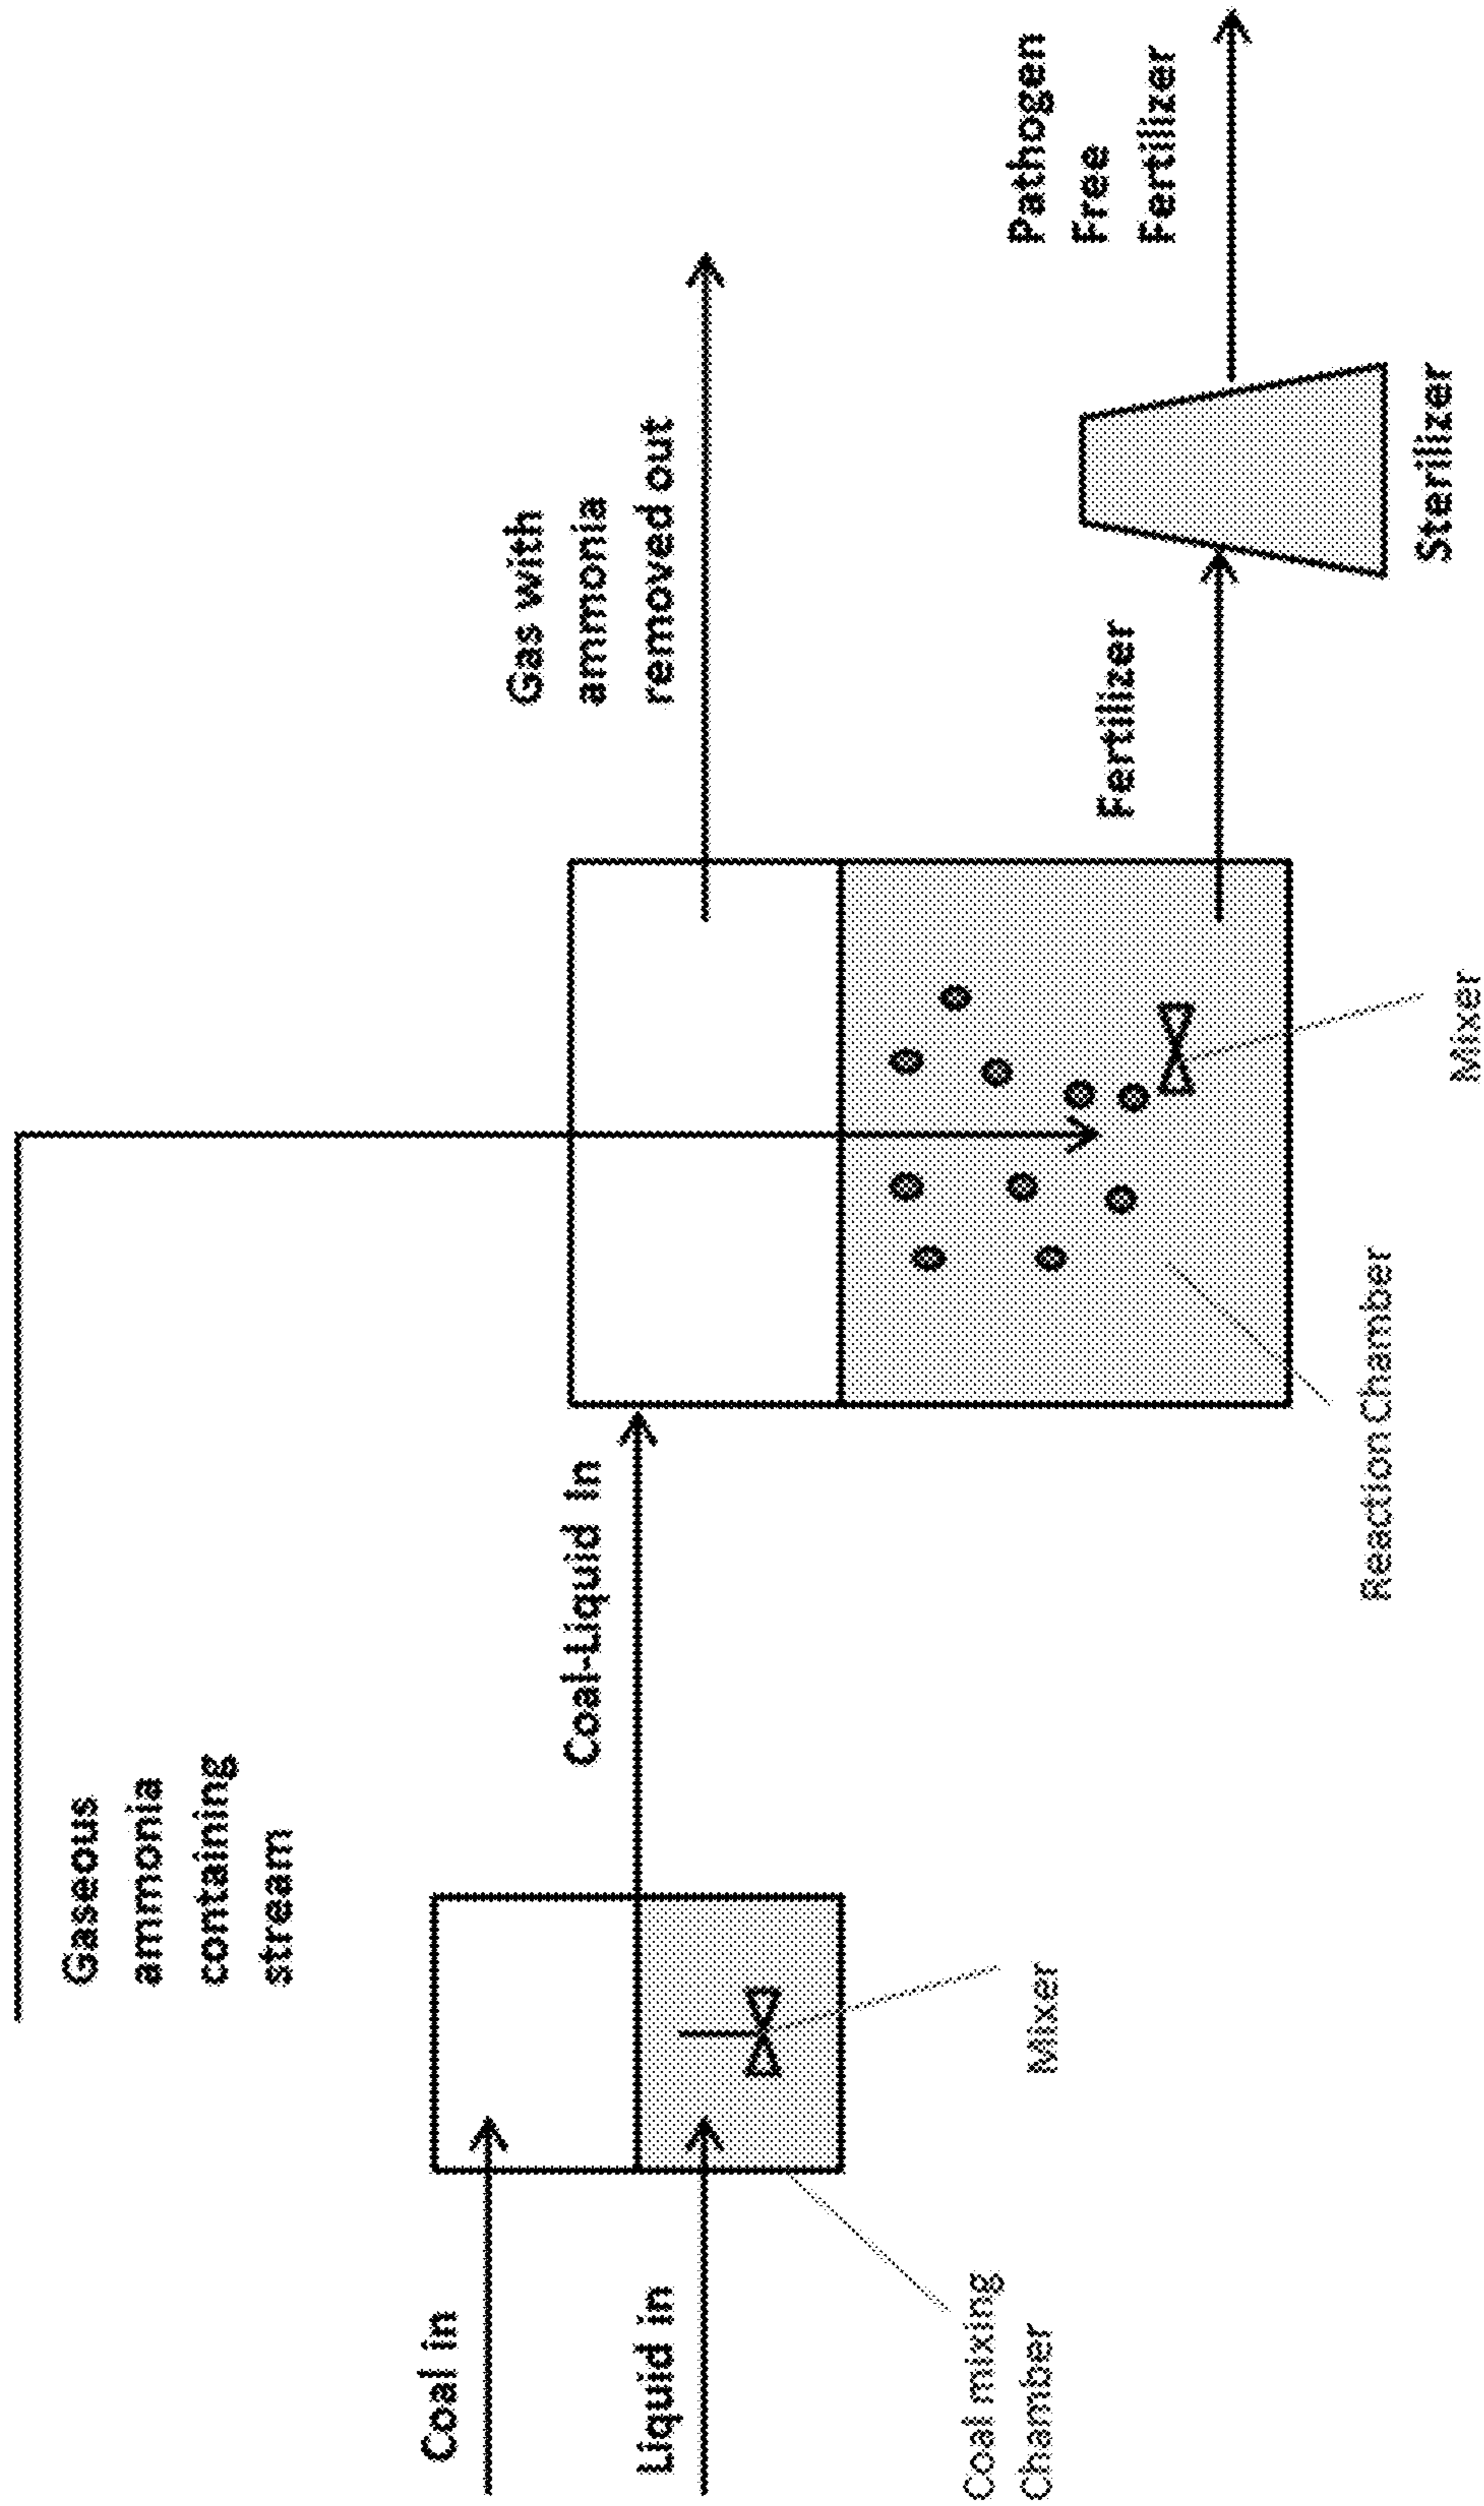 Gaseous
ammonia
containing
stream
Coal in
Liquid in
Coal mixing
Chamber
Mixer
Coal-Liquid in
Gas with
ammonia
removed out
Reaction Chamber
Mixer
Fertilizer
Sterilizer
Pathogen
Free
Fertilizer